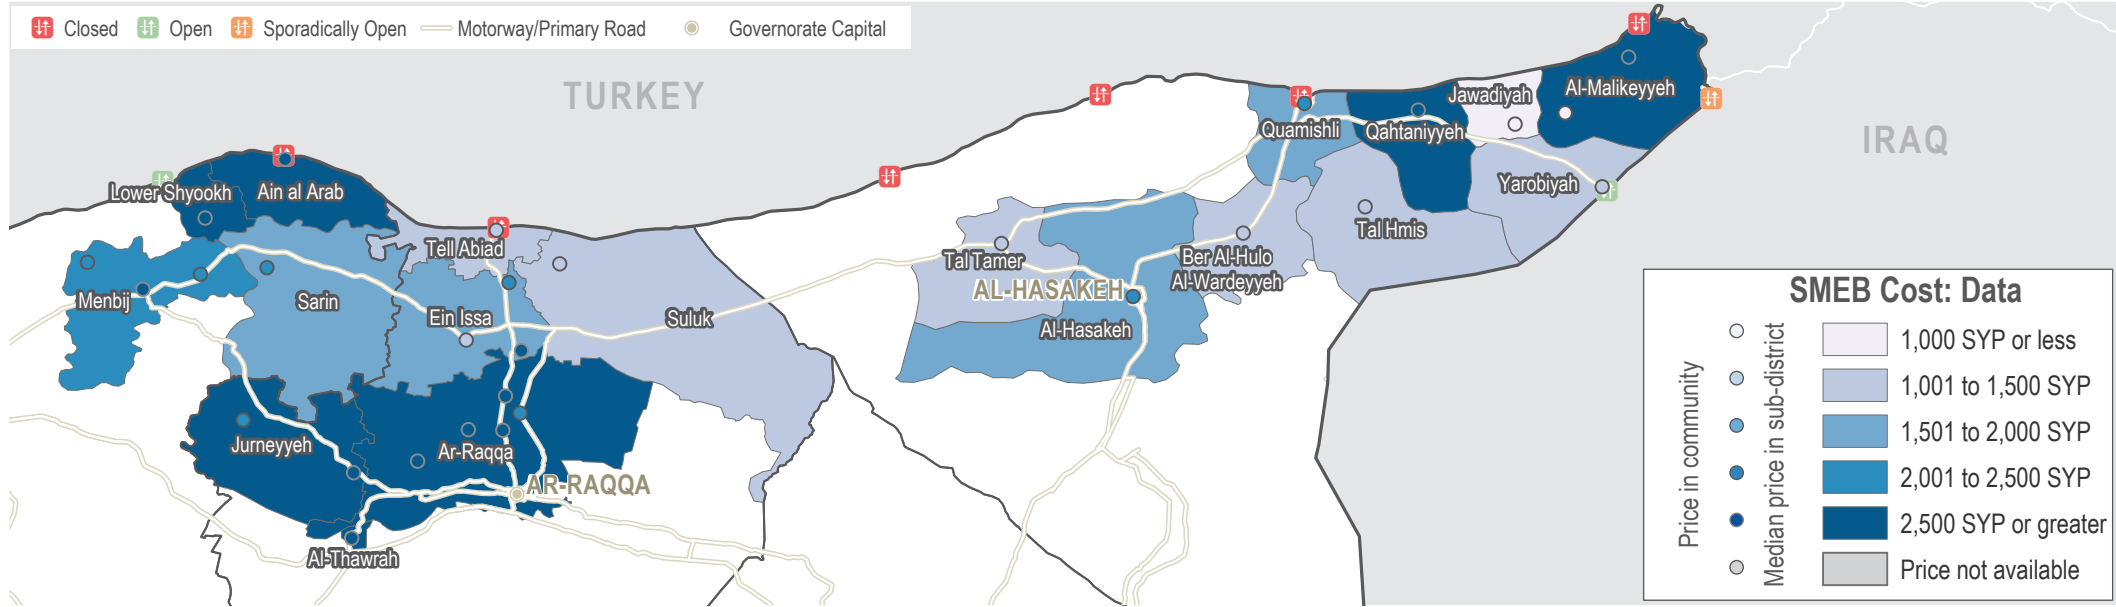 Closed
Open
Sporadically Open
Motorway/Primary Road
Governorate Capital
TURKEY
IRAQ
Lower Shyookh
Ain al Arab
Tell Abiad
Menbij
Sarin
Ein Issa
Suluk
Jurneyyeh
Ar-Raqqa
AR-RAQQA
Al-Thawrah
Tal Tamer
AL-HASAKEH
Al-Hasakeh
Ber Al-Hulo
Al-Wardeyyeh
Quamishli
Qahtaniyyeh
Jawadiyah
Al-Malikeyyeh
Yarobiyah
Tal Hmis
SMEB Cost: Data
Price in community
Median price in sub-district
1,000 SYP or less
1,001 to 1,500 SYP
1,501 to 2,000 SYP
2,001 to 2,500 SYP
2,500 SYP or greater
Price not available